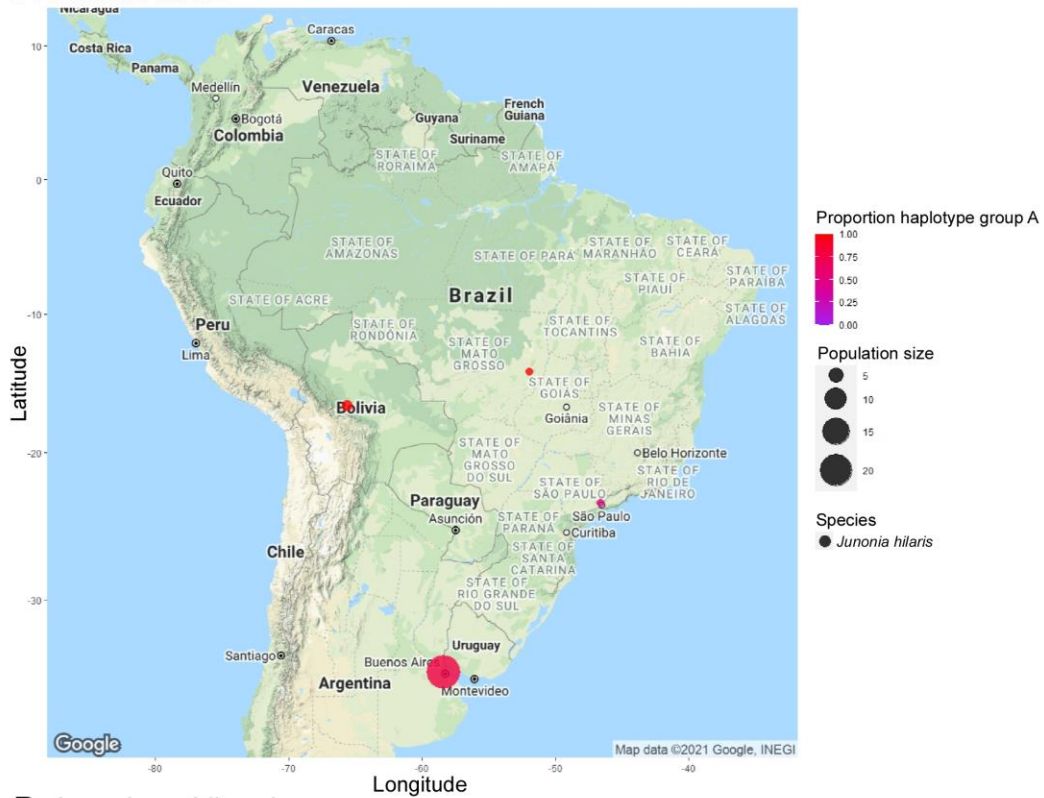 Nicaragua
Caracas
Costa Rica
Panama
Medellín
Venezuela
Bogotá
Colombia
Guyana
French
Guiana
Suriname
STATE OF
RORAIMA
STATE OF
AMAPÁ
Quito
Ecuador
STATE OF
AMAZONAS
STATE OF PARÁ
STATE OF
MARANHÃO
STATE OF
CEARÁ
STATE OF
PIAUÍ
STATE OF
PARAÍBA
STATE OF
ALAGOAS
STATE OF ACRE
Brazil
Peru
Lima
STATE OF
RONDÔNIA
STATE OF
MATO
GROSSO
STATE OF
TOCANTINS
STATE OF
BAHIA
Bolivia
STATE OF
GOIÁS
Goiânia
STATE OF
MINAS
GERAIS
STATE OF
MATO
GROSSO
DO SUL
Belo Horizonte
STATE OF
RIO DE
JANEIRO
STATE OF
SÃO PAULO
São Paulo
Paraguay
Asunción
STATE OF
PARANÁ
Curitiba
STATE OF
SANTA
CATARINA
Chile
STATE OF
RIO GRANDE
DO SUL
Santiago
Uruguay
Buenos Aires
Montevideo
Argentina
Google
Map data ©2021 Google, INEGI
10
0
-10
-20
-30
Latitude
-80
-70
-60
-50
-40
Longitude
Proportion haplotype group A
1.00
0.75
0.50
0.25
0.00
Population size
5
10
15
20
Species
Junonia hilaris